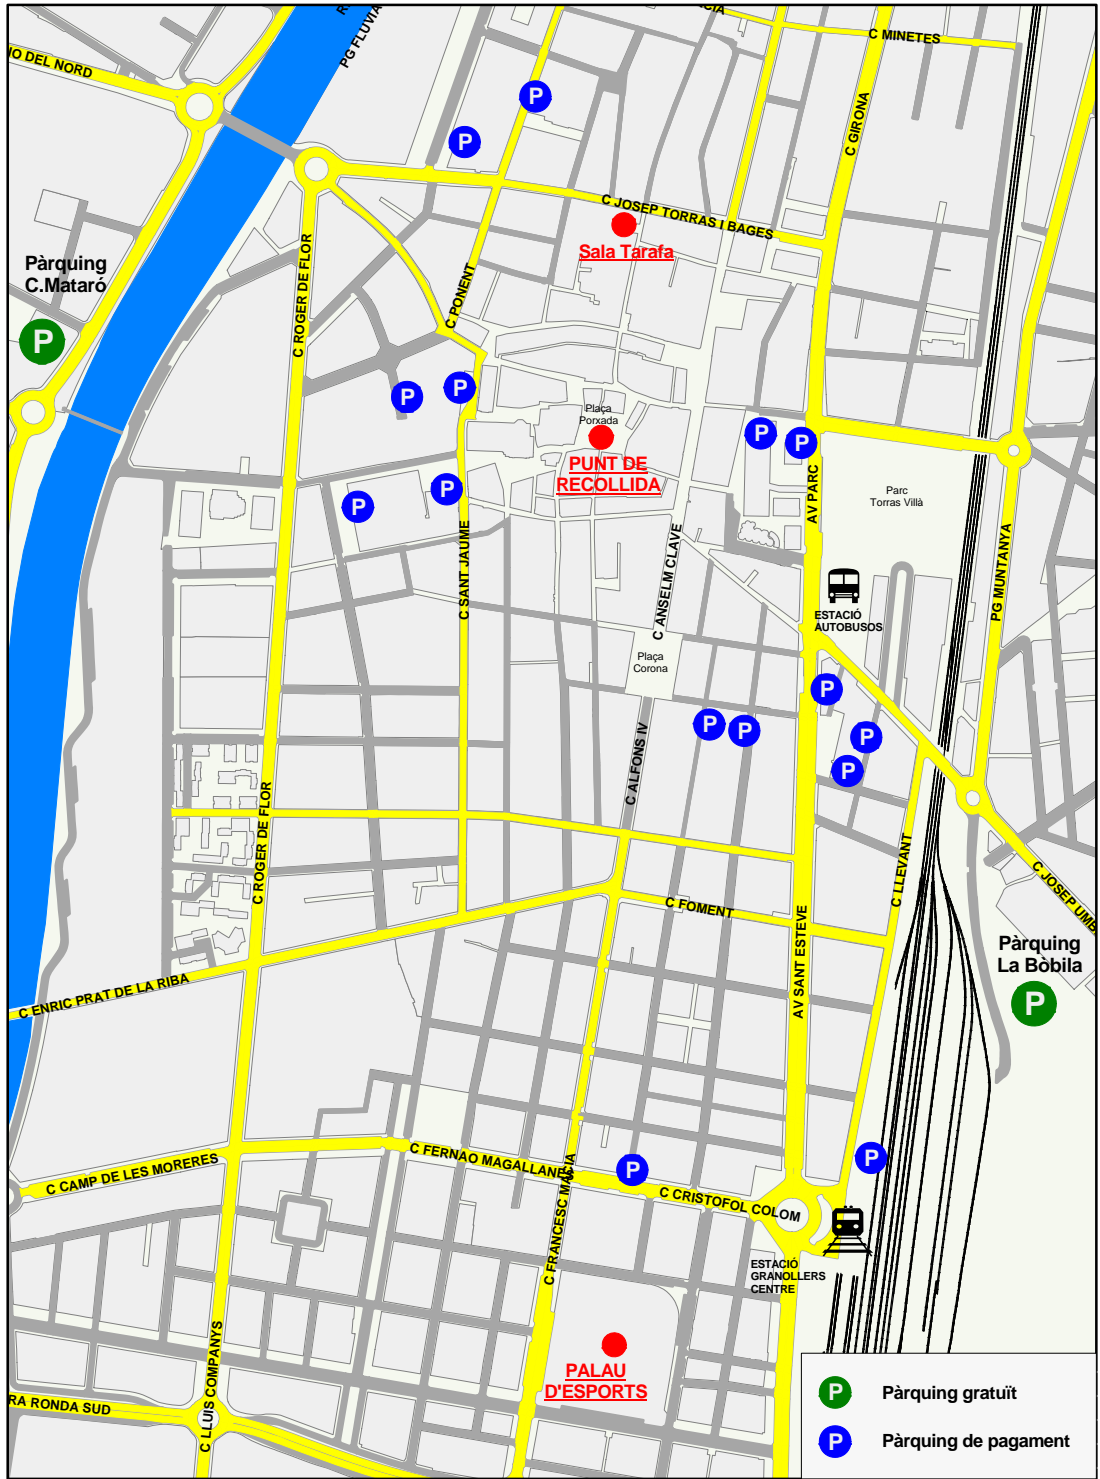 PG FLUVIA
CIA
C MINETES
IO DEL NORD
P
P
C GIRONA
C JOSEP TORRAS I BAGES
Sala Tarafa
Pàrquing
C.Mataró
P
C ROGER DE FLOR
C PONENT
P
P
Plaça
Porxada
PUNT DE
RECOLLIDA
P
P
AV PARC
Parc
Torras Villà
P
P
C SANT JAUME
C ANSELM CLAVE
PG MUNTANYA
ESTACIÓ
AUTOBUSOS
Plaça
Corona
P
P
P
P
P
C ALFONS IV
C ROGER DE FLOR
C LLEVANT
C JOSEP UMB
C FOMENT
AV SANT ESTEVE
Pàrquing
La Bòbila
P
C ENRIC PRAT DE LA RIBA
C CAMP DE LES MORERES
C FERNAO MAGALLANES
P
P
C CRISTOFOL COLOM
C FRANCESC MACIA
ESTACIÓ
GRANOLLERS
CENTRE
C LLUIS COMPANYS
PALAU
D'ESPORTS
RA RONDA SUD
P Pàrquing gratuït
P Pàrquing de pagament